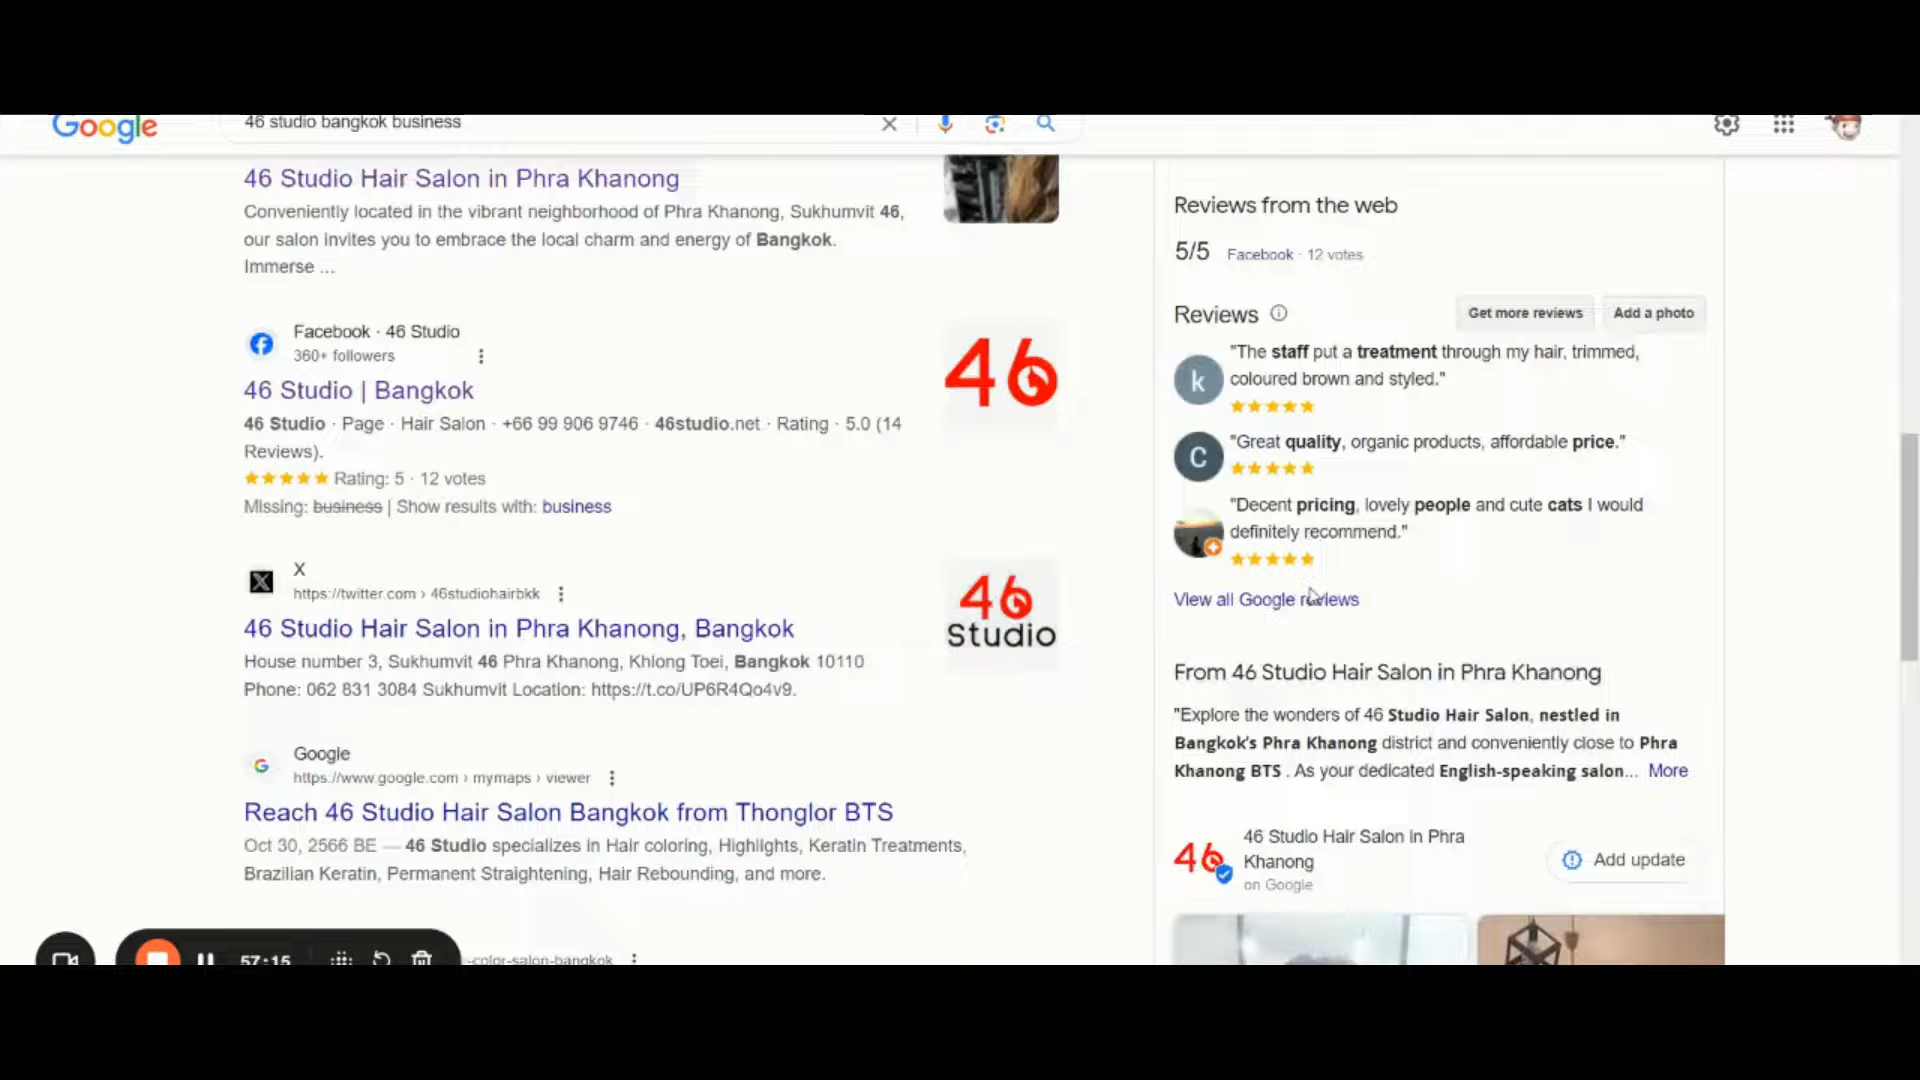 Google
46 studio bangkok business
46 Studio Hair Salon in Phra Khanong
Conveniently located in the vibrant neighborhood of Phra Khanong, Sukhumvit 46,
our salon invites you to embrace the local charm and energy of Bangkok.
Immerse ...
Facebook · 46 Studio
360+ followers
46 Studio | Bangkok
46 Studio · Page · Hair Salon · +66 99 906 9746 · 46studio.net · Rating · 5.0 (14
Reviews).
Rating: 5 · 12 votes
Missing: business | Show results with: business
46
X
https://twitter.com › 46studiohairbkk
46 Studio Hair Salon in Phra Khanong, Bangkok
House number 3, Sukhumvit 46 Phra Khanong, Khlong Toei, Bangkok 10110
Phone: 062 831 3084 Sukhumvit Location: https://t.co/UP6R4Qo4v9.
46
Studio
Google
https://www.google.com › mymaps › viewer
Reach 46 Studio Hair Salon Bangkok from Thonglor BTS
Oct 30, 2566 BE — 46 Studio specializes in Hair coloring, Highlights, Keratin Treatments,
Brazilian Keratin, Permanent Straightening, Hair Rebounding, and more.
57:15
-color-salon-bangkok
Reviews from the web
5/5 Facebook · 12 votes
Reviews
Get more reviews
Add a photo
k
"The staff put a treatment through my hair, trimmed,
coloured brown and styled."
C
"Great quality, organic products, affordable price."
"Decent pricing, lovely people and cute cats I would
definitely recommend."
View all Google reviews
From 46 Studio Hair Salon in Phra Khanong
"Explore the wonders of 46 Studio Hair Salon, nestled in
Bangkok's Phra Khanong district and conveniently close to Phra
Khanong BTS . As your dedicated English-speaking salon... More
46
46 Studio Hair Salon in Phra
Khanong
on Google
Add update